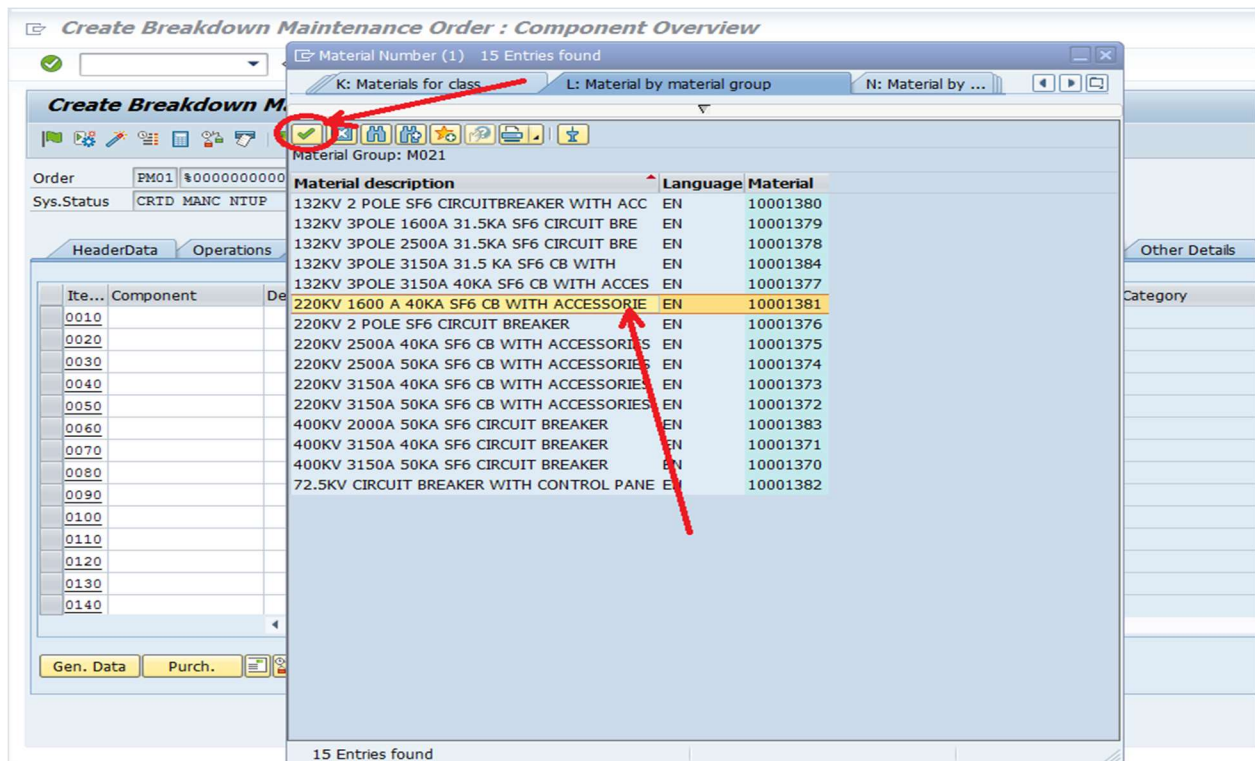 Create Breakdown Maintenance Order : Component Overview
Material Number (1) 15 Entries found
K: Materials for class
L: Material by material group
N: Material by ...
Create Breakdown M
Material Group: M021
Order PM01 %0000000000
Sys.Status CRTD MANC NTUP
HeaderData Operations Other Details
Ite... Component De Category
0010
0020
0030
0040
0050
0060
0070
0080
0090
0100
0110
0120
0130
0140
Material description Language Material
132KV 2 POLE SF6 CIRCUITBREAKER WITH ACC EN 10001380
132KV 3POLE 1600A 31.5KA SF6 CIRCUIT BRE EN 10001379
132KV 3POLE 2500A 31.5KA SF6 CIRCUIT BRE EN 10001378
132KV 3POLE 3150A 31.5 KA SF6 CB WITH EN 10001384
132KV 3POLE 3150A 40KA SF6 CB WITH ACCES EN 10001377
220KV 1600 A 40KA SF6 CB WITH ACCESSORIE EN 10001381
220KV 2 POLE SF6 CIRCUIT BREAKER EN 10001376
220KV 2500A 40KA SF6 CB WITH ACCESSORIES EN 10001375
220KV 2500A 50KA SF6 CB WITH ACCESSORIES EN 10001374
220KV 3150A 40KA SF6 CB WITH ACCESSORIES EN 10001373
220KV 3150A 50KA SF6 CB WITH ACCESSORIES EN 10001372
400KV 2000A 50KA SF6 CIRCUIT BREAKER EN 10001383
400KV 3150A 40KA SF6 CIRCUIT BREAKER EN 10001371
400KV 3150A 50KA SF6 CIRCUIT BREAKER EN 10001370
72.5KV CIRCUIT BREAKER WITH CONTROL PANE EN 10001382
Gen. Data Purch.
15 Entries found